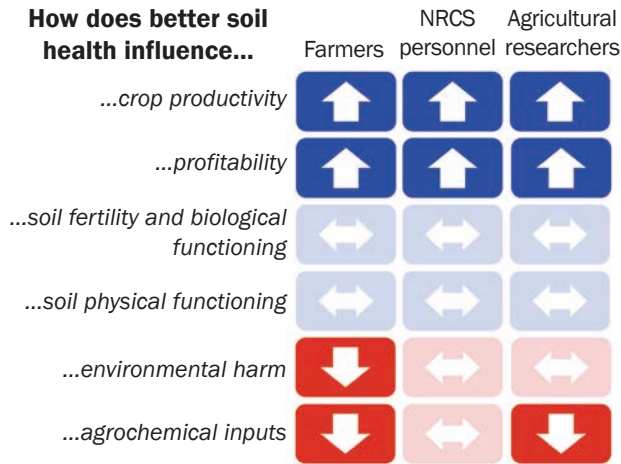 How does better soil
health influence...
Farmers
NRCS
personnel
Agricultural
researchers
...crop productivity
...profitability
...soil fertility and biological
functioning
...soil physical functioning
...environmental harm
...agrochemical inputs